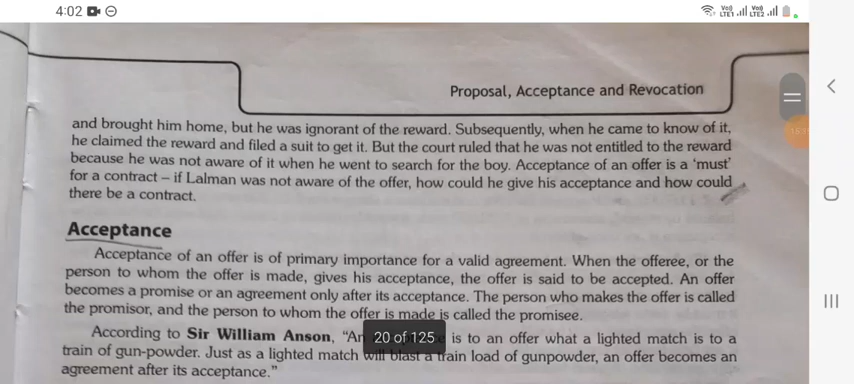 4:02
Vo)) LTE1 Vo)) LTE2
Proposal, Acceptance and Revocation
and brought him home, but he was ignorant of the reward. Subsequently, when he came to know of it,
he claimed the reward and filed a suit to get it. But the court ruled that he was not entitled to the reward
because he was not aware of it when he went to search for the boy. Acceptance of an offer is a ‘must’
for a contract – if Lalman was not aware of the offer, how could he give his acceptance and how could
there be a contract.
Acceptance
Acceptance of an offer is of primary importance for a valid agreement. When the offeree, or the
person to whom the offer is made, gives his acceptance, the offer is said to be accepted. An offer
becomes a promise or an agreement only after its acceptance. The person who makes the offer is called
the promisor, and the person to whom the offer is made is called the promisee.
According to Sir William Anson, “An is to an offer what a lighted match is to a
20 of 125
train of gun-powder. Just as a lighted match will blast a train load of gunpowder, an offer becomes an
agreement after its acceptance.”